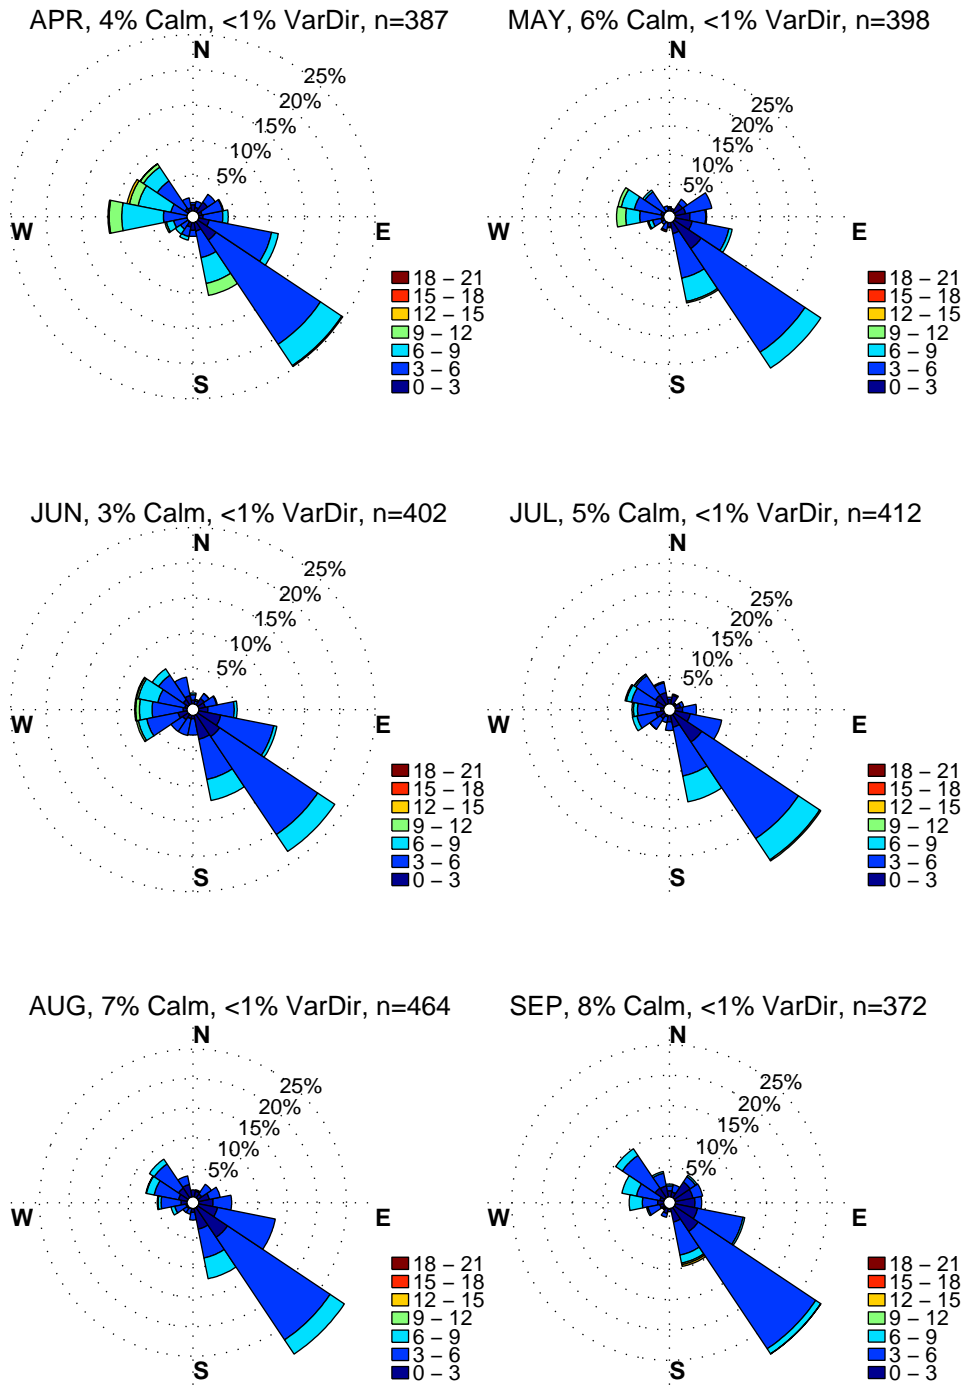 APR, 4% Calm, <1% VarDir, n=387
N
25%
20%
15%
10%
5%
W
E
S
18 – 21
15 – 18
12 – 15
9 – 12
6 – 9
3 – 6
0 – 3
MAY, 6% Calm, <1% VarDir, n=398
N
25%
20%
15%
10%
5%
W
E
S
18 – 21
15 – 18
12 – 15
9 – 12
6 – 9
3 – 6
0 – 3
JUN, 3% Calm, <1% VarDir, n=402
N
25%
20%
15%
10%
5%
W
E
S
18 – 21
15 – 18
12 – 15
9 – 12
6 – 9
3 – 6
0 – 3
JUL, 5% Calm, <1% VarDir, n=412
N
25%
20%
15%
10%
5%
W
E
S
18 – 21
15 – 18
12 – 15
9 – 12
6 – 9
3 – 6
0 – 3
AUG, 7% Calm, <1% VarDir, n=464
N
25%
20%
15%
10%
5%
W
E
S
18 – 21
15 – 18
12 – 15
9 – 12
6 – 9
3 – 6
0 – 3
SEP, 8% Calm, <1% VarDir, n=372
N
25%
20%
15%
10%
5%
W
E
S
18 – 21
15 – 18
12 – 15
9 – 12
6 – 9
3 – 6
0 – 3